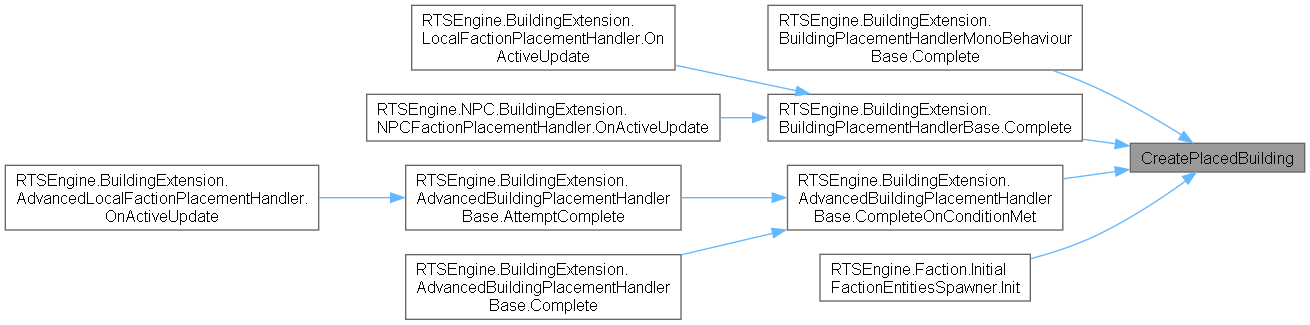 RTSEngine.BuildingExtension.
LocalFactionPlacementHandler.On
ActiveUpdate
RTSEngine.BuildingExtension.
BuildingPlacementHandlerMonoBehaviour
Base.Complete
RTSEngine.NPC.BuildingExtension.
NPCFactionPlacementHandler.OnActiveUpdate
RTSEngine.BuildingExtension.
BuildingPlacementHandlerBase.Complete
CreatePlacedBuilding
RTSEngine.BuildingExtension.
AdvancedLocalFactionPlacementHandler.
OnActiveUpdate
RTSEngine.BuildingExtension.
AdvancedBuildingPlacementHandler
Base.AttemptComplete
RTSEngine.BuildingExtension.
AdvancedBuildingPlacementHandler
Base.CompleteOnConditionMet
RTSEngine.BuildingExtension.
AdvancedBuildingPlacementHandler
Base.Complete
RTSEngine.Faction.Initial
FactionEntitiesSpawner.Init